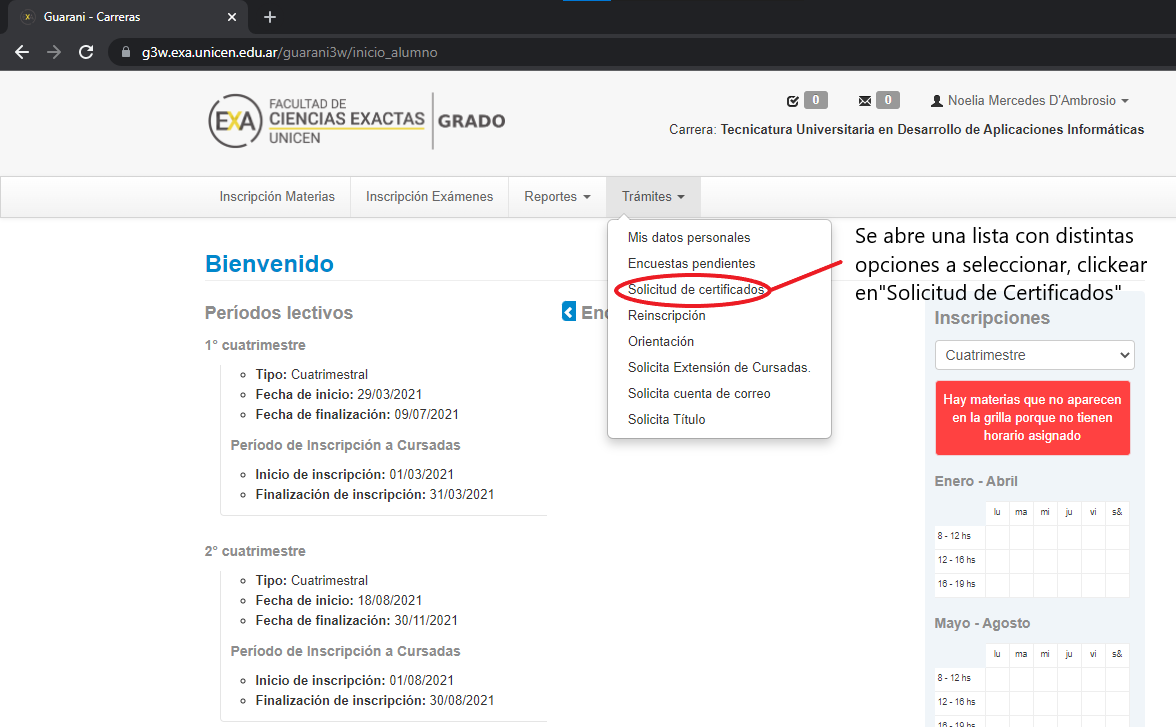 Guarani - Carreras
g3w.exa.unicen.edu.ar/guarani3w/inicio_alumno
EXA
FACULTAD DE
CIENCIAS EXACTAS
UNICEN
GRADO
0
0
Noelia Mercedes D'Ambrosio
Carrera: Tecnicatura Universitaria en Desarrollo de Aplicaciones Informáticas
Inscripción Materias
Inscripción Exámenes
Reportes
Trámites
Mis datos personales
Encuestas pendientes
Solicitud de certificados
Reinscripción
Orientación
Solicita Extensión de Cursadas.
Solicita cuenta de correo
Solicita Título
Se abre una lista con distintas
opciones a seleccionar, clickear
en"Solicitud de Certificados"
Bienvenido
Períodos lectivos
1° cuatrimestre
Tipo: Cuatrimestral
Fecha de inicio: 29/03/2021
Fecha de finalización: 09/07/2021
Período de Inscripción a Cursadas
Inicio de inscripción: 01/03/2021
Finalización de inscripción: 31/03/2021
2° cuatrimestre
Tipo: Cuatrimestral
Fecha de inicio: 18/08/2021
Fecha de finalización: 30/11/2021
Periodo de Inscripción a Cursadas
Inicio de inscripción: 01/08/2021
Finalización de inscripción: 30/08/2021
Inscripciones
Cuatrimestre
Hay materias que no aparecen
en la grilla porque no tienen
horario asignado
Enero - Abril
lu ma mi ju vi s&
8 - 12 hs
12 - 16 hs
16 - 19 hs
Mayo - Agosto
lu ma mi ju vi s&
8 - 12 hs
12 - 16 hs
16 - 19 hs